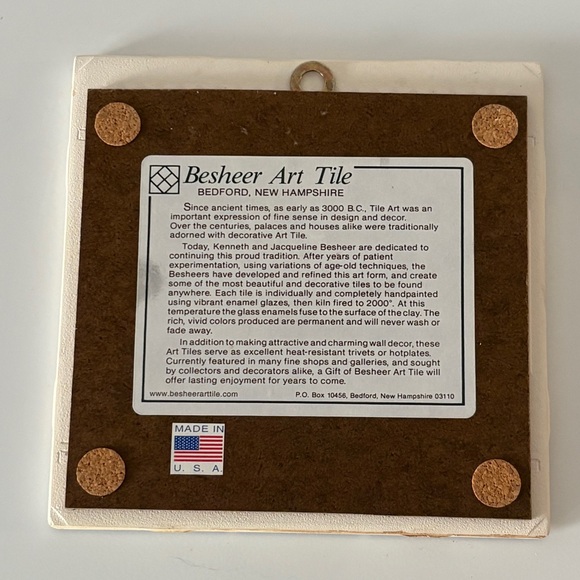 Besheer Art Tile
BEDFORD, NEW HAMPSHIRE
Since ancient times, as early as 3000 B.C., Tile Art was an
important expression of fine sense in design and decor.
Over the centuries, palaces and houses alike were traditionally
adorned with decorative Art Tile.
Today, Kenneth and Jacqueline Besheer are dedicated to
continuing this proud tradition. After years of patient
experimentation, using variations of age-old techniques, the
Besheers have developed and refined this art form, and create
some of the most beautiful and decorative tiles to be found
anywhere. Each tile is individually and completely handpainted
using vibrant enamel glazes, then kiln fired to 2000°. At this
temperature the glass enamels fuse to the surface of the clay. The
rich, vivid colors produced are permanent and will never wash or
fade away.
In addition to making attractive and charming wall decor, these
Art Tiles serve as excellent heat-resistant trivets or hotplates.
Currently featured in many fine shops and galleries, and sought
by collectors and decorators alike, a Gift of Besheer Art Tile will
offer lasting enjoyment for years to come.
www.besheerarttile.com P.O. Box 10456, Bedford, New Hampshire 03110
MADE IN
U. S. A.